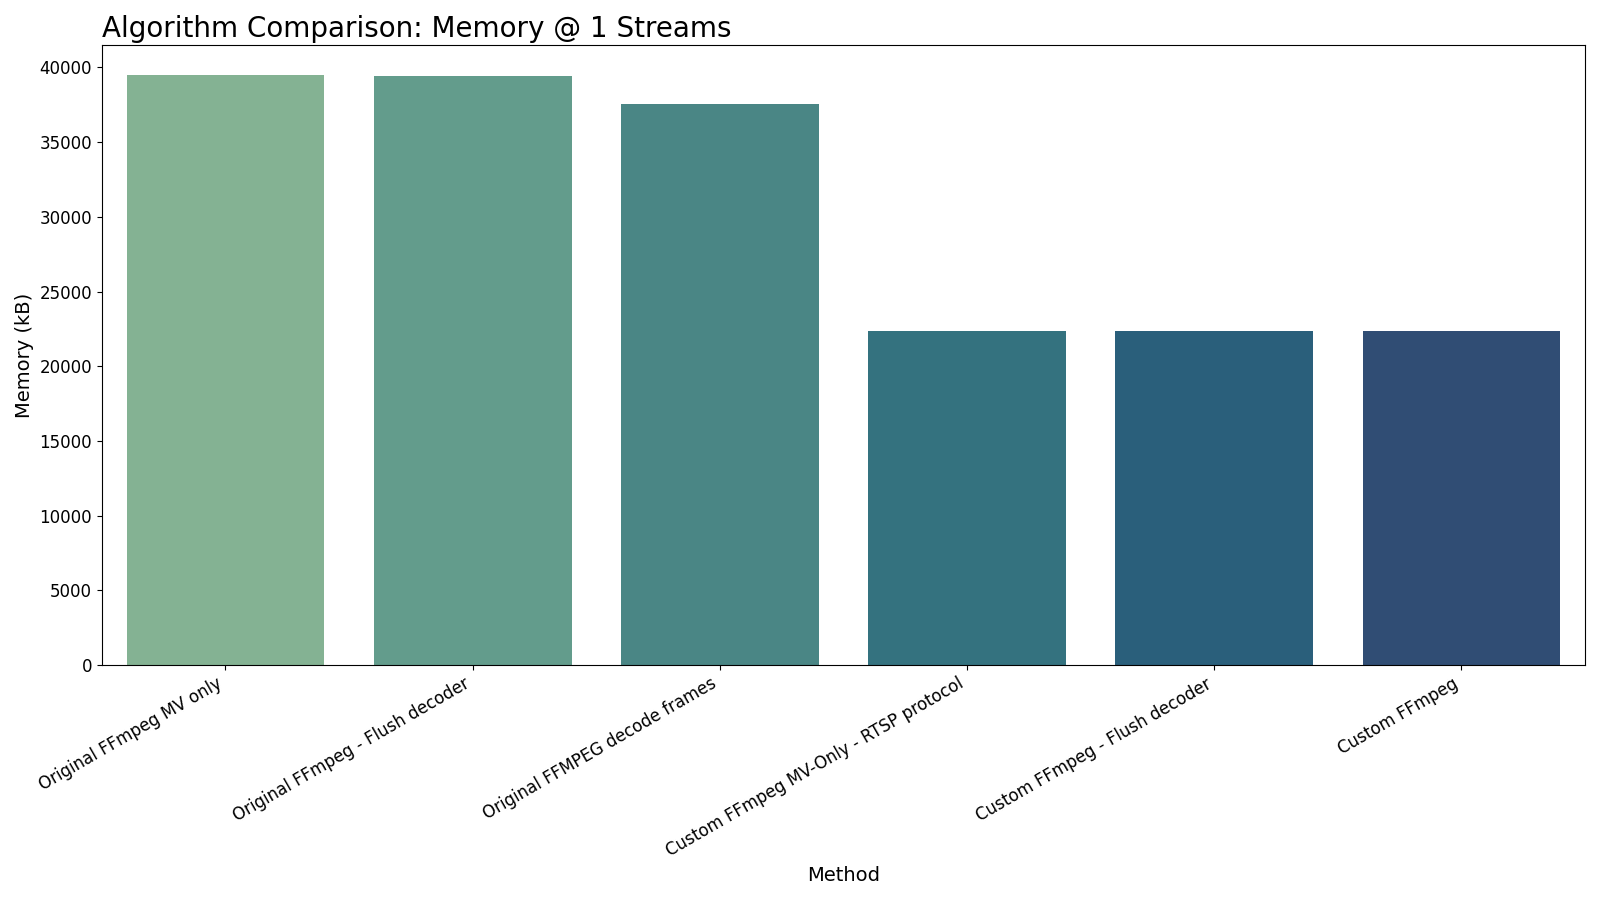 Algorithm Comparison: Memory @ 1 Streams
Memory (kB)
40000
35000
30000
25000
20000
15000
10000
5000
0
Original FFmpeg MV only
Original FFmpeg - Flush decoder
Original FFMPEG decode frames
Custom FFmpeg MV-Only - RTSP protocol
Custom FFmpeg - Flush decoder
Custom FFmpeg
Method